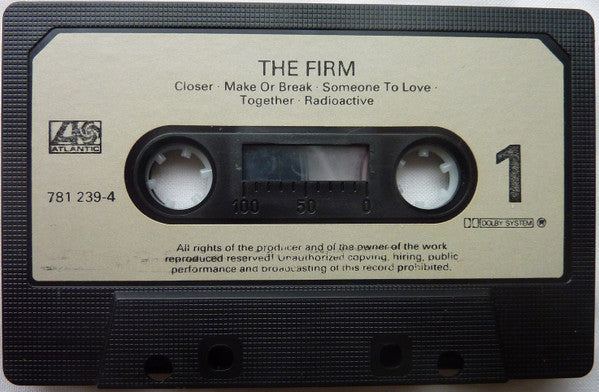 THE FIRM
Closer · Make Or Break · Someone To Love ·
Together · Radioactive
ATLANTIC
781 239-4
1
100 50 0
DOLBY SYSTEM ®
All rights of the producer and of the owner of the work
reproduced reserved! Unauthorized copying, hiring, public
performance and broadcasting of this record prohibited.